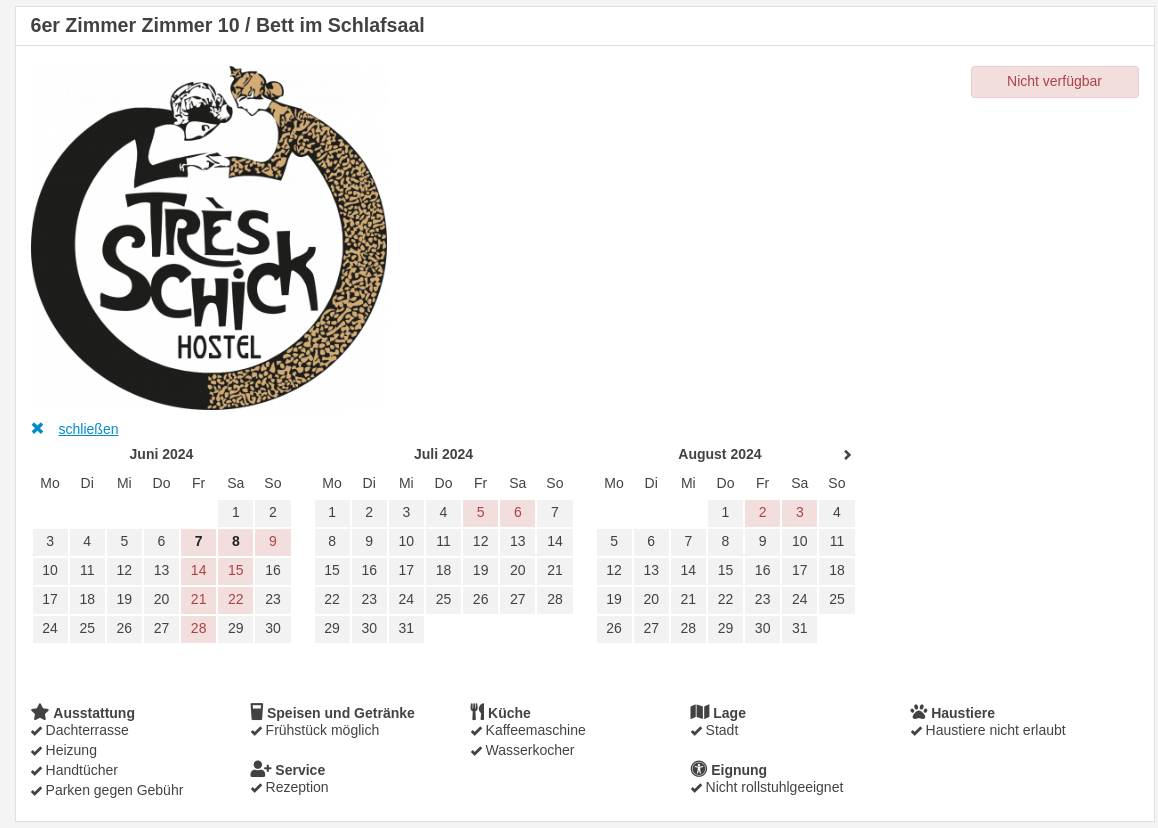 6er Zimmer Zimmer 10 / Bett im Schlafsaal
Nicht verfügbar
TRÈS
SCHICK
HOSTEL
schließen
Juni 2024
Mo Di Mi Do Fr Sa So
1 2
3 4 5 6 7 8 9
10 11 12 13 14 15 16
17 18 19 20 21 22 23
24 25 26 27 28 29 30
Juli 2024
Mo Di Mi Do Fr Sa So
1 2 3 4 5 6 7
8 9 10 11 12 13 14
15 16 17 18 19 20 21
22 23 24 25 26 27 28
29 30 31
August 2024
Mo Di Mi Do Fr Sa So
1 2 3 4
5 6 7 8 9 10 11
12 13 14 15 16 17 18
19 20 21 22 23 24 25
26 27 28 29 30 31
Ausstattung
Dachterrasse
Heizung
Handtücher
Parken gegen Gebühr
Speisen und Getränke
Frühstück möglich
Service
Rezeption
Küche
Kaffeemaschine
Wasserkocher
Lage
Stadt
Eignung
Nicht rollstuhlgeeignet
Haustiere
Haustiere nicht erlaubt